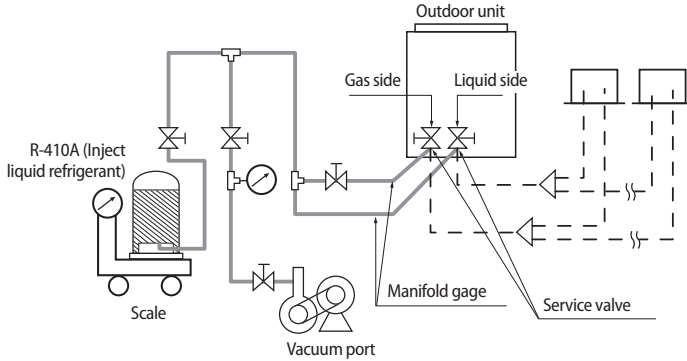 Outdoor unit
Gas side
Liquid side
R-410A (Inject
liquid refrigerant)
Manifold gage
Service valve
Scale
Vacuum port